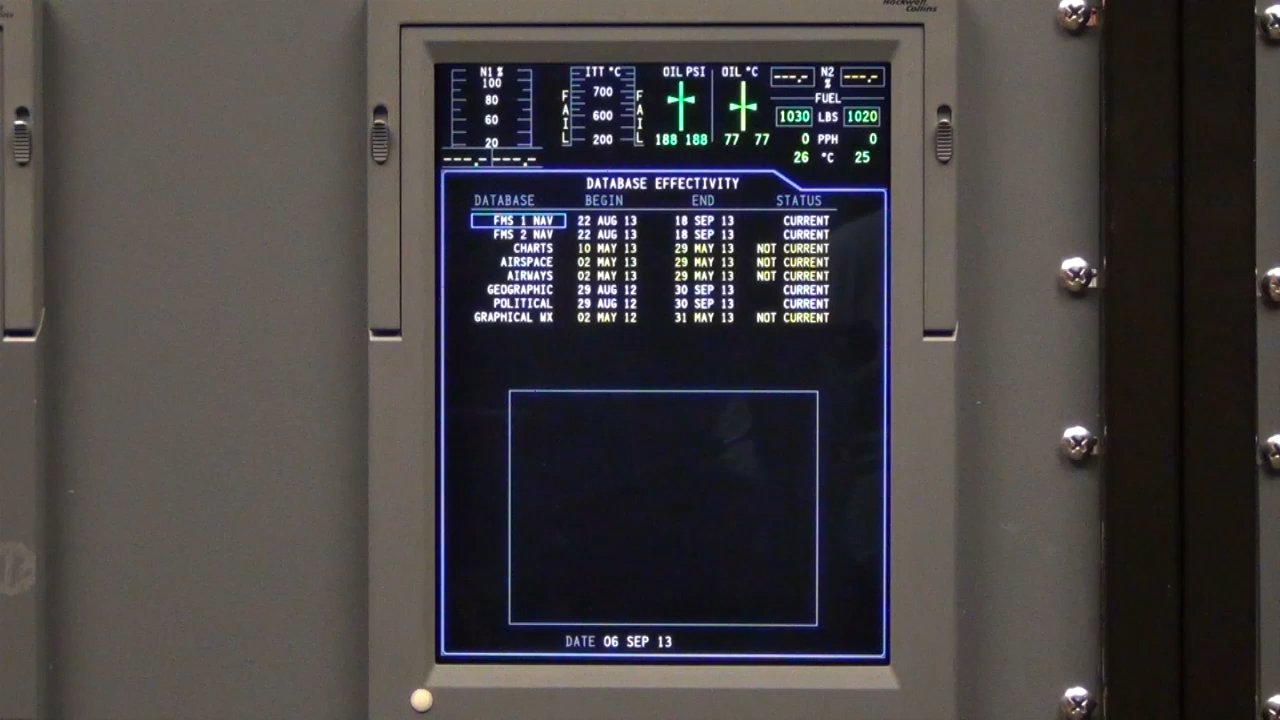 Rockwell
Collins
N1 % ITT °C OIL PSI OIL °C ---.- N2 ---.-
100 %
80 700 FUEL
60 600 1030 LBS 1020
20 200 188 188 77 77 0 PPH 0
FAIL FAIL
---.- ---.- 26 °C 25
DATABASE EFFECTIVITY
DATABASE BEGIN END STATUS
FMS 1 NAV 22 AUG 13 18 SEP 13 CURRENT
FMS 2 NAV 22 AUG 13 18 SEP 13 CURRENT
CHARTS 10 MAY 13 29 MAY 13 NOT CURRENT
AIRSPACE 02 MAY 13 29 MAY 13 NOT CURRENT
AIRWAYS 02 MAY 13 29 MAY 13 NOT CURRENT
GEOGRAPHIC 29 AUG 12 30 SEP 13 CURRENT
POLITICAL 29 AUG 12 30 SEP 13 CURRENT
GRAPHICAL WX 02 MAY 12 31 MAY 13 NOT CURRENT
DATE 06 SEP 13